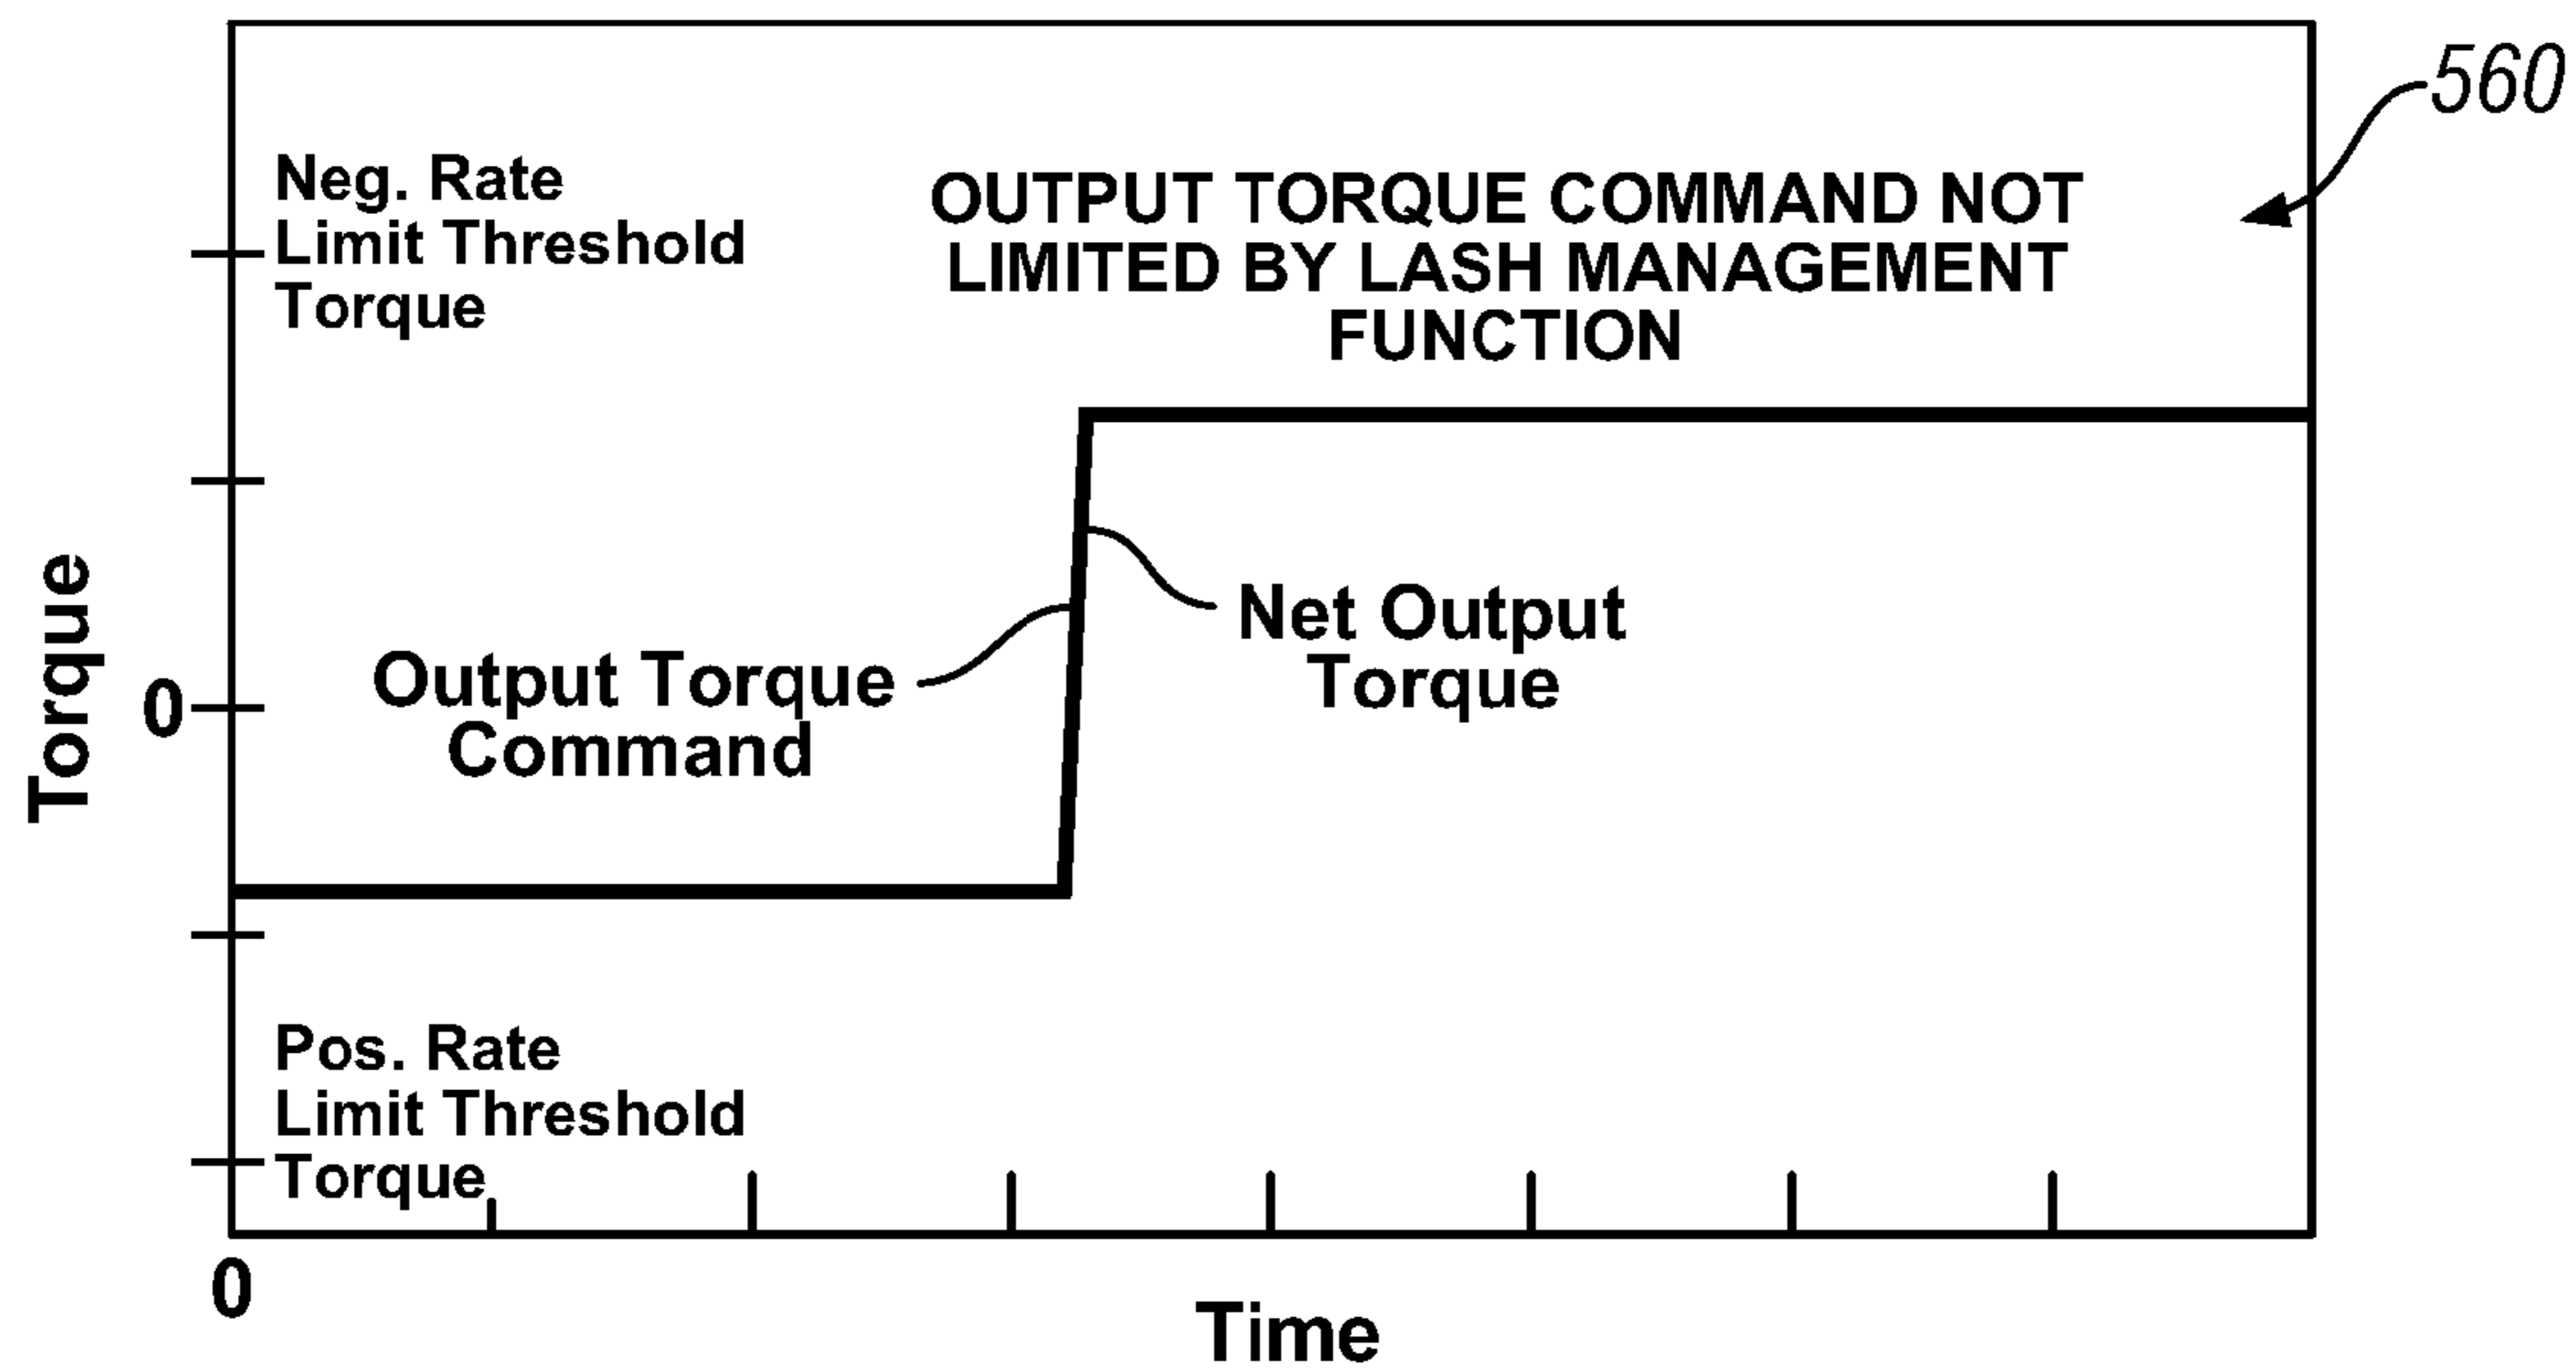 560
Neg. Rate
Limit Threshold
Torque
OUTPUT TORQUE COMMAND NOT
LIMITED BY LASH MANAGEMENT
FUNCTION
Torque
0
Output Torque
Command
Net Output
Torque
Pos. Rate
Limit Threshold
Torque
0
Time